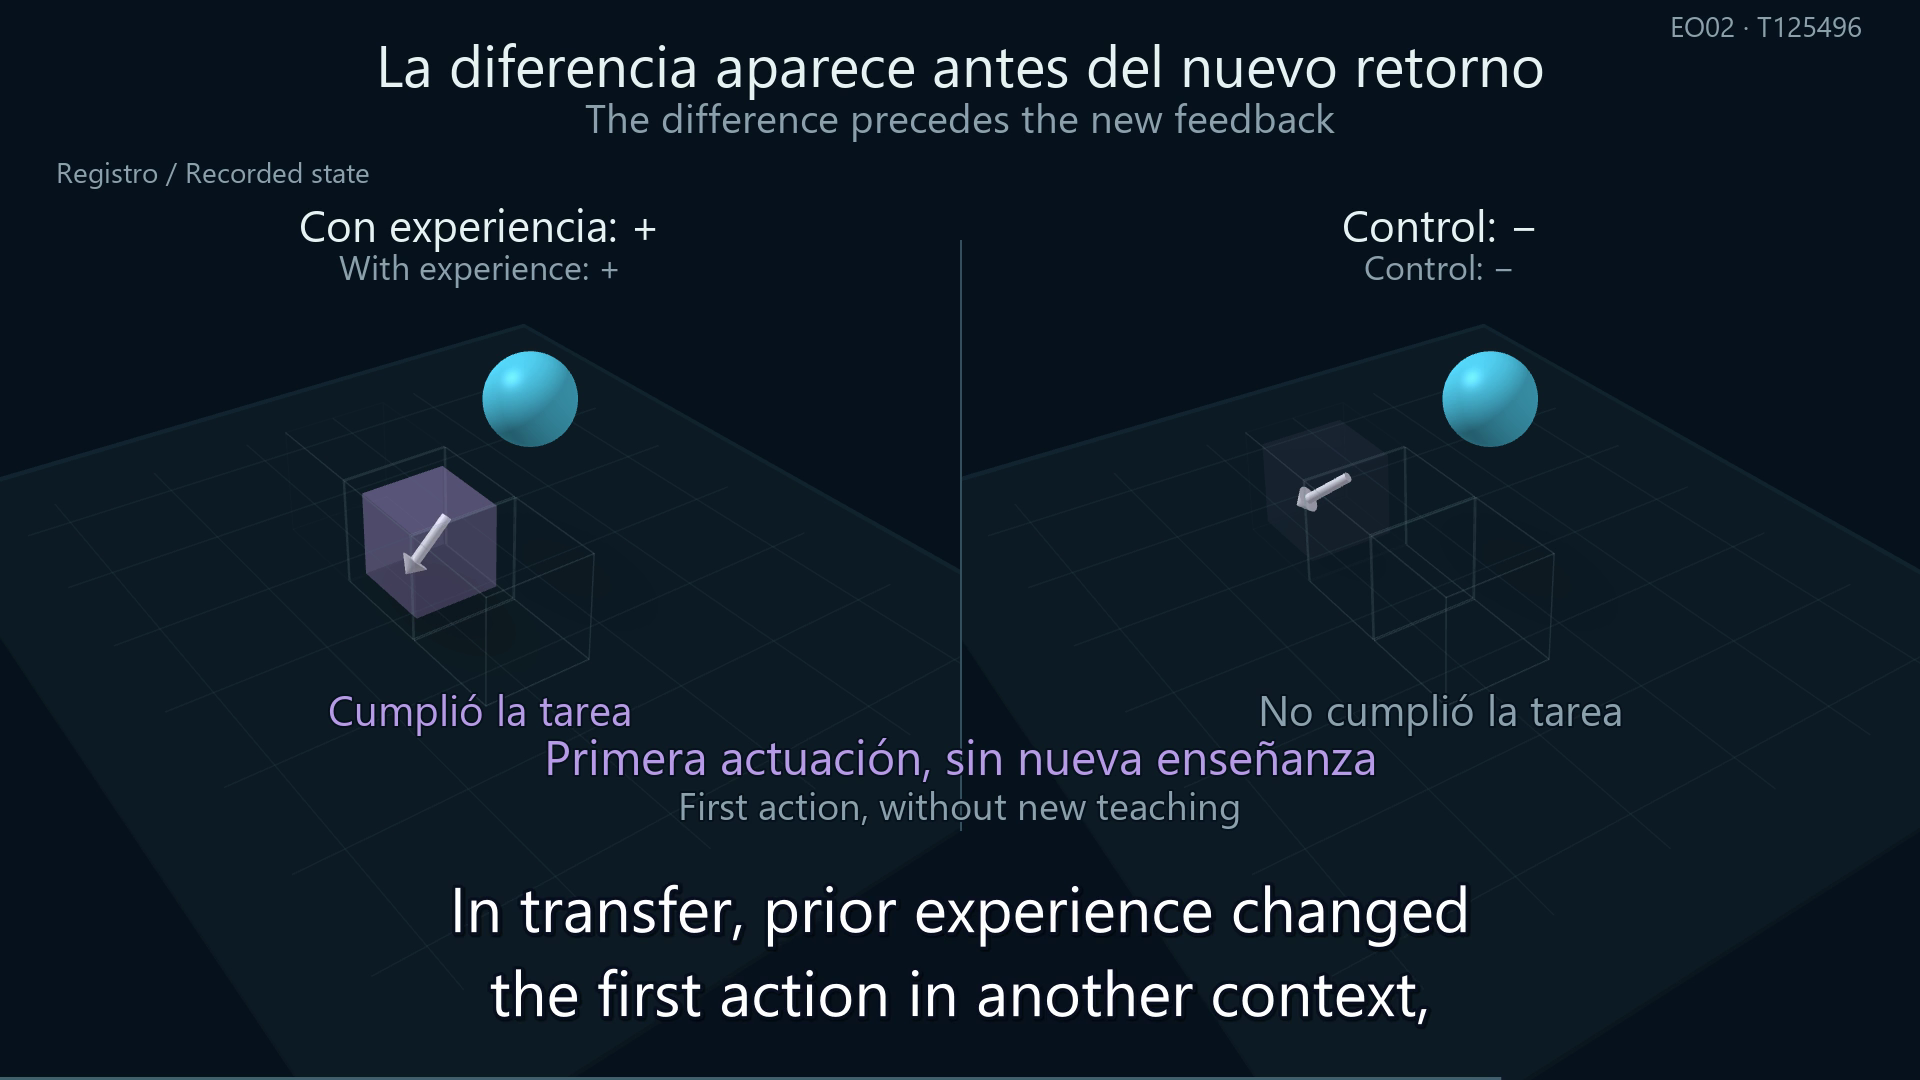 EO02 · T125496
La diferencia aparece antes del nuevo retorno
The difference precedes the new feedback
Registro / Recorded state
Con experiencia: +
With experience: +
Control: −
Control: −
Cumplió la tarea
No cumplió la tarea
Primera actuación, sin nueva enseñanza
First action, without new teaching
In transfer, prior experience changed
the first action in another context,